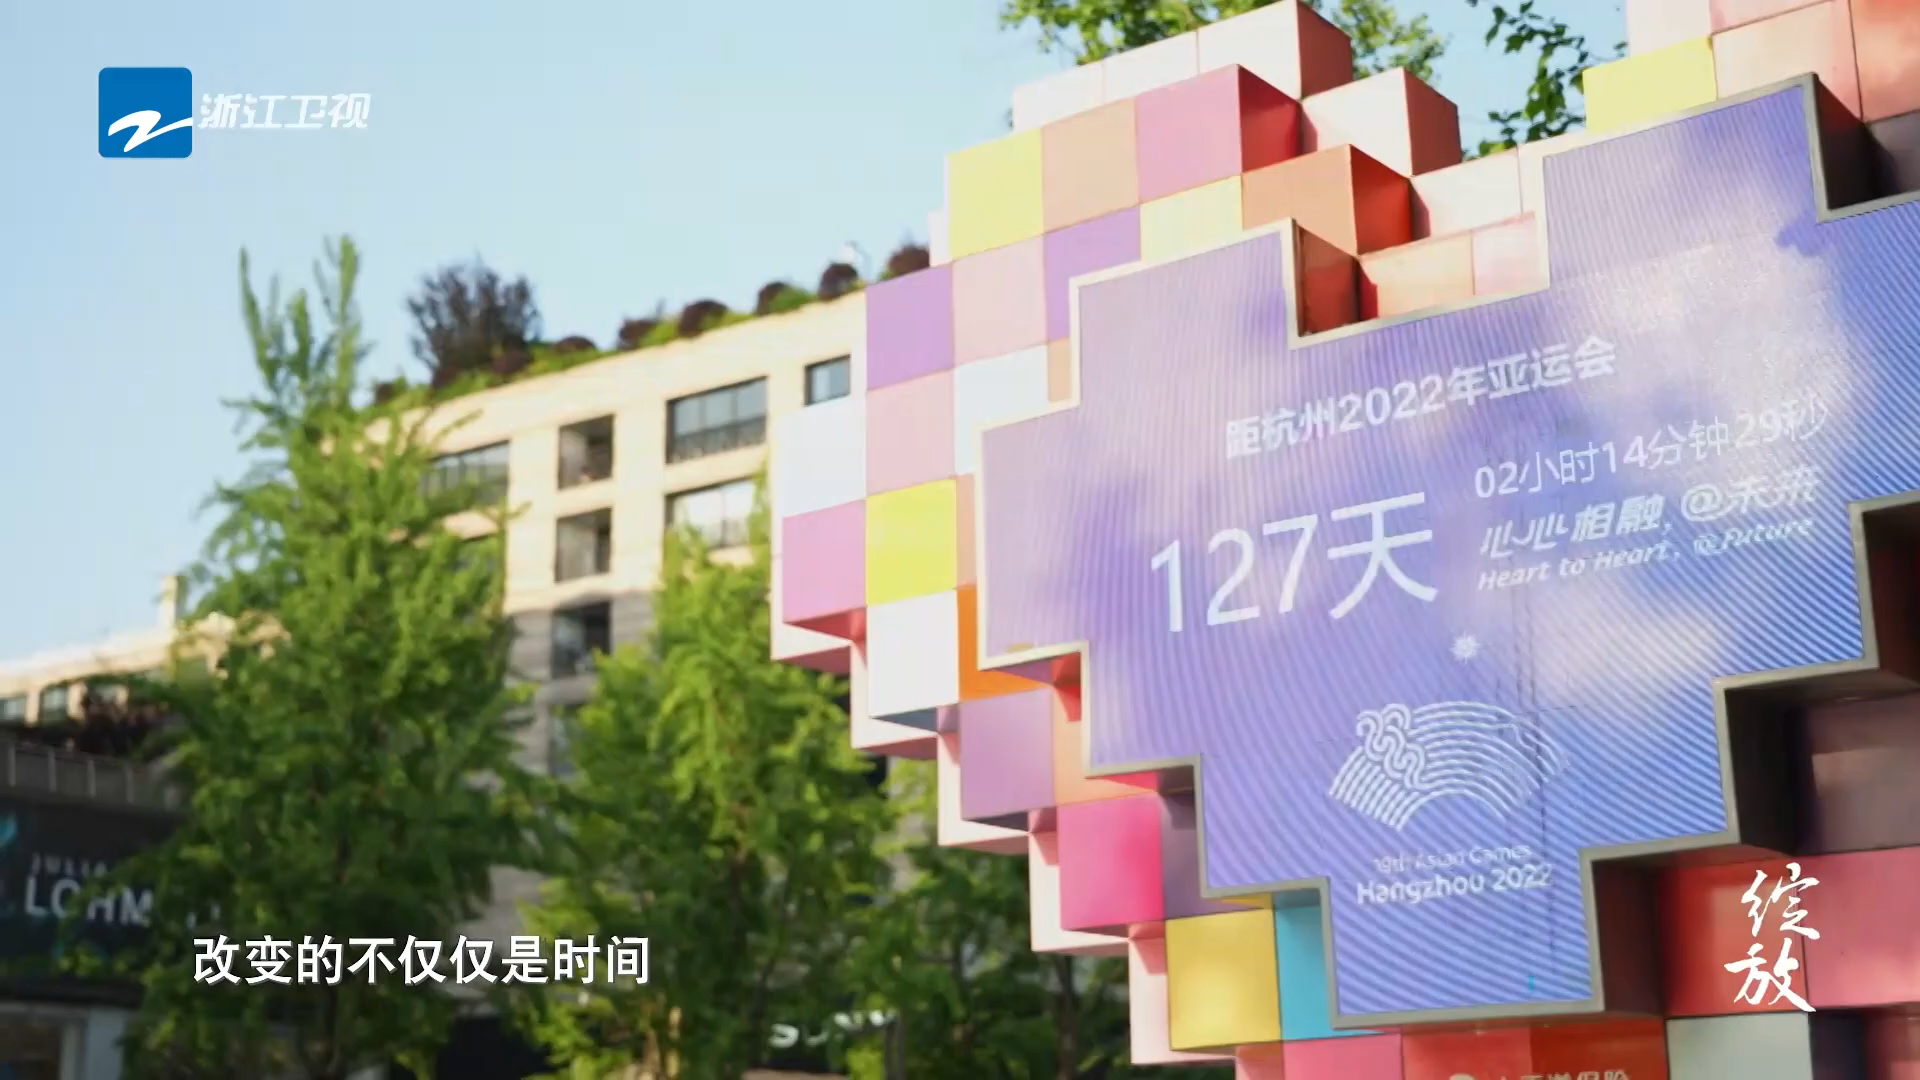 浙江卫视
距杭州2022年亚运会
127天
02小时14分钟29秒
心心相融,@未来
Heart to Heart, @Future
19th Asian Games
Hangzhou 2022
改变的不仅仅是时间
绽放